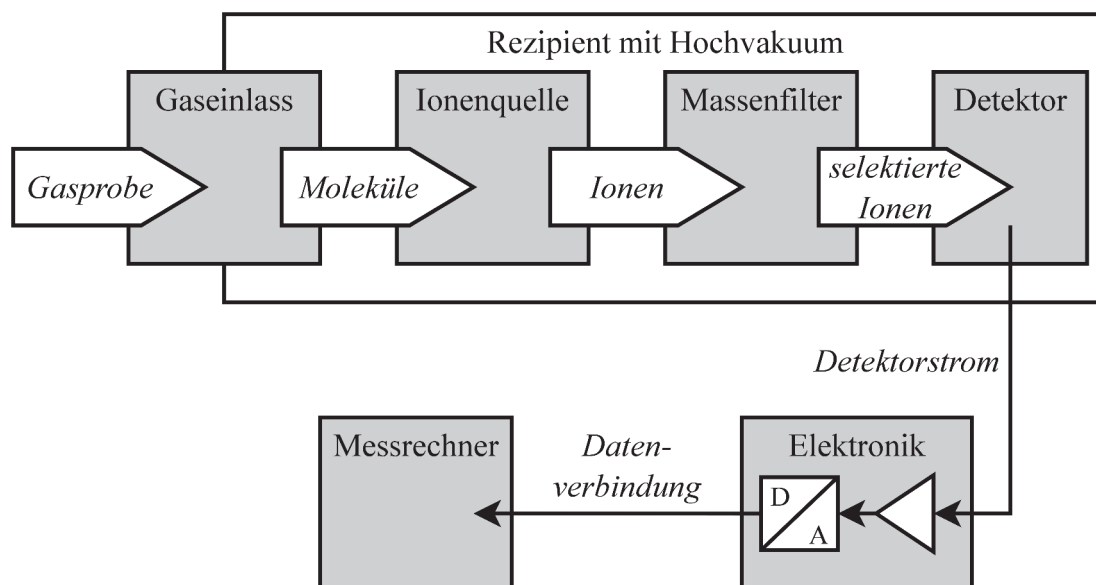 Rezipient mit Hochvakuum
Gaseinlass
Ionenquelle
Massenfilter
Detektor
Gasprobe
Moleküle
Ionen
selektierte
Ionen
Detektorstrom
Messrechner
Daten-
verbindung
Elektronik
D
A